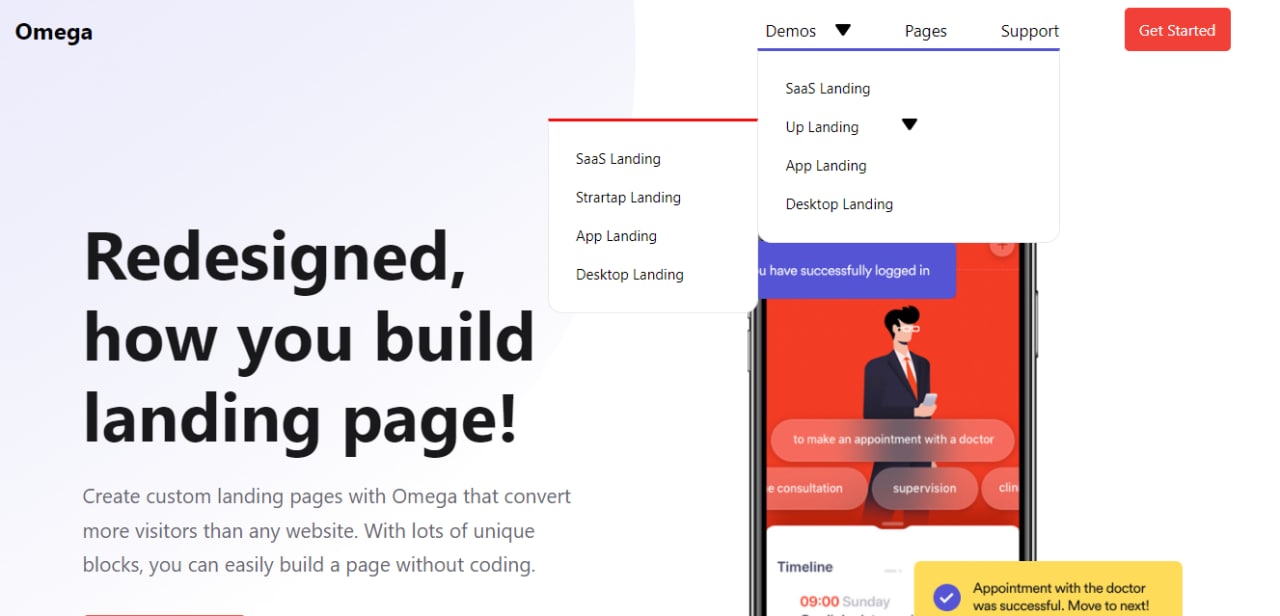 Omega
Demos Pages Support
Get Started
SaaS Landing
Up Landing
App Landing
Desktop Landing
SaaS Landing
Strartap Landing
App Landing
Desktop Landing
Redesigned,
how you build
landing page!
Create custom landing pages with Omega that convert
more visitors than any website. With lots of unique
blocks, you can easily build a page without coding.
u have successfully logged in
to make an appointment with a doctor
e consultation
supervision
clin
Timeline
09:00 Sunday
Appointment with the doctor
was successful. Move to next!